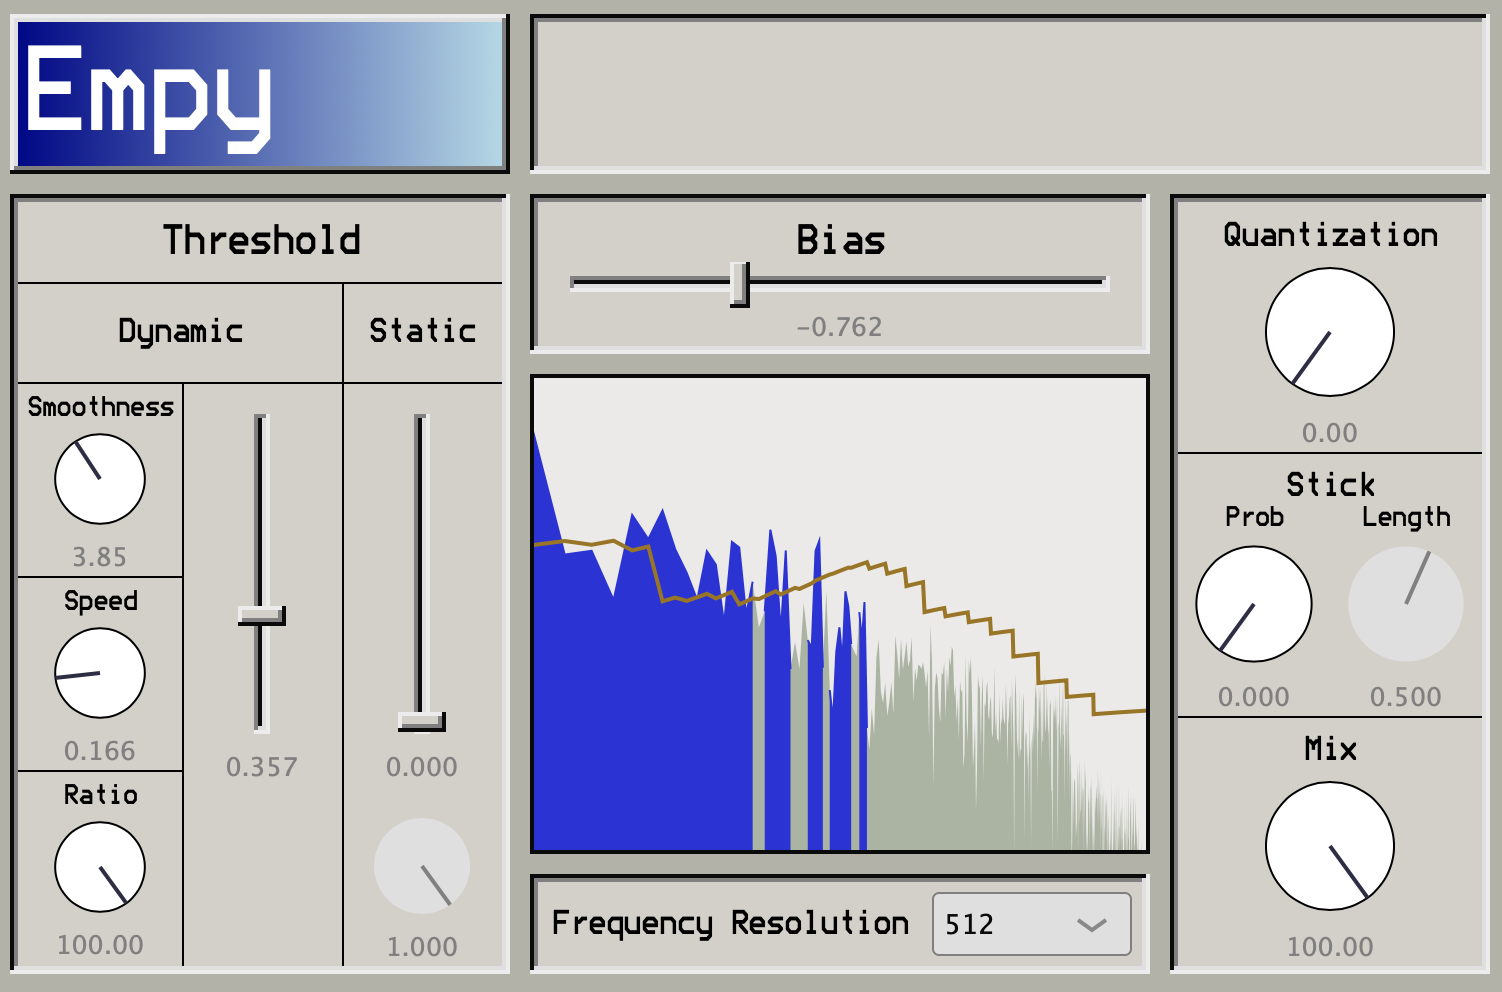 Empy
Threshold
Dynamic
Static
Smoothness
3.85
Speed
0.166
Ratio
100.00
0.357
0.000
1.000
Bias
-0.762
Frequency Resolution
512
Quantization
0.00
Stick
Prob
Length
0.000
0.500
Mix
100.00